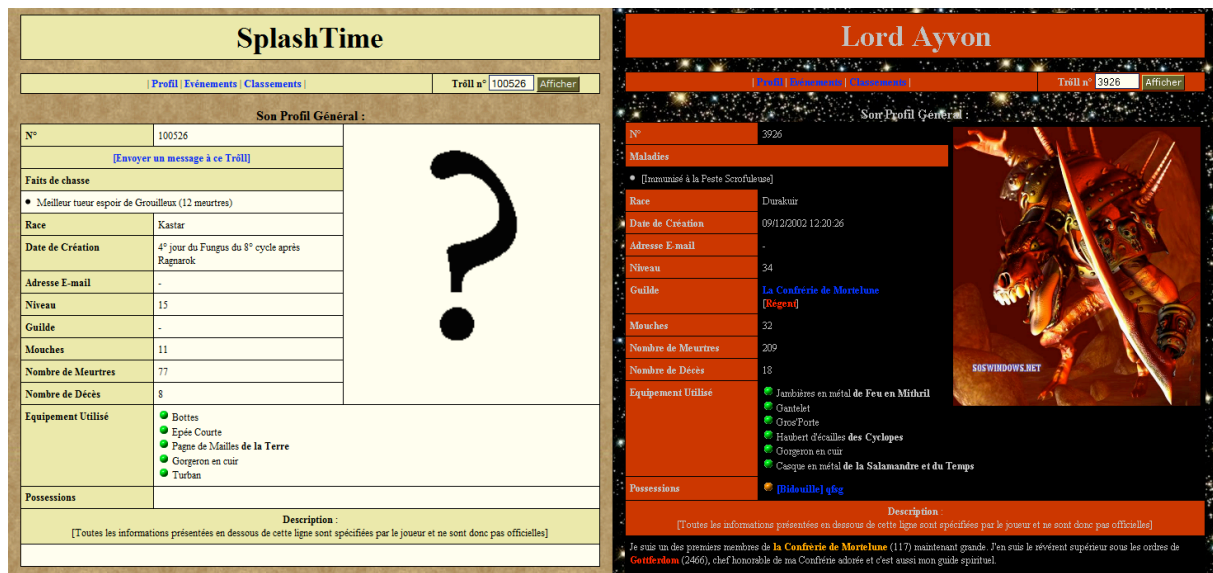 SplashTime
| Profil | Evénements | Classements |
Trõll n° 100526 Afficher
Son Profil Général :
N° 100526
[Envoyer un message à ce Trõll]
Faits de chasse
Meilleur tueur espoir de Grouilleux (12 meurtres)
Race Kastar
Date de Création 4° jour du Fungus du 8° cycle après
Ragnarok
Adresse E-mail -
Niveau 15
Guilde -
Mouches 11
Nombre de Meurtres 77
Nombre de Décès 8
Equipement Utilisé Bottes
Epée Courte
Pagne de Mailles de la Terre
Gorgeron en cuir
Turban
Possessions
Description :
[Toutes les informations présentées en dessous de cette ligne sont spécifiées par le joueur et ne sont donc pas officielles]
Lord Ayvon
| Profil | Evénements | Classements |
Trõll n° 3926 Afficher
Son Profil Général :
N° 3926
Maladies
[Immunisé à la Peste Scrofuleuse]
Race Durakuir
Date de Création 09/12/2002 12:20:26
Adresse E-mail -
Niveau 34
Guilde La Confrérie de Mortelune
[Régent]
Mouches 32
Nombre de Meurtres 209
Nombre de Décès 18
SOSWINDOWS.NET
Equipement Utilisé Jambières en métal de Feu en Mithril
Gantelet
Gros'Porte
Haubert d'écailles des Cyclopes
Gorgeron en cuir
Casque en métal de la Salamandre et du Temps
Possessions [Bidouille] qfsg
Description :
[Toutes les informations présentées en dessous de cette ligne sont spécifiées par le joueur et ne sont donc pas officielles]
Je suis un des premiers membres de la Confrèrie de Mortelune (117) maintenant grande. J'en suis le révérent supérieur sous les ordres de
Gottferdom (2466), chef honorable de ma Confrérie adorée et c'est aussi mon guide spirituel.